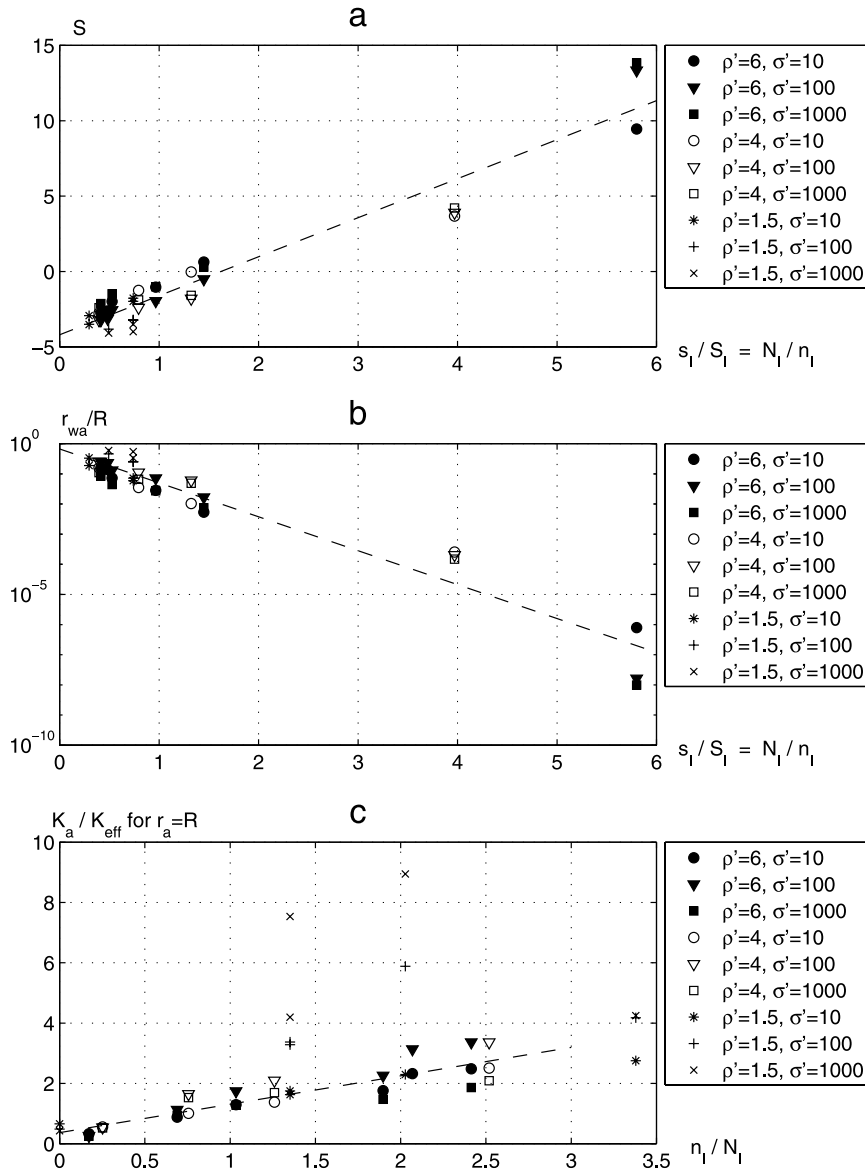 a
S
15
10
5
0
−5
0 1 2 3 4 5 6
s_I / S_I = N_I / n_I
ρ'=6, σ'=10
ρ'=6, σ'=100
ρ'=6, σ'=1000
ρ'=4, σ'=10
ρ'=4, σ'=100
ρ'=4, σ'=1000
ρ'=1.5, σ'=10
ρ'=1.5, σ'=100
ρ'=1.5, σ'=1000
b
r_wa/R
10^0
10^−5
10^−10
0 1 2 3 4 5 6
s_I / S_I = N_I / n_I
ρ'=6, σ'=10
ρ'=6, σ'=100
ρ'=6, σ'=1000
ρ'=4, σ'=10
ρ'=4, σ'=100
ρ'=4, σ'=1000
ρ'=1.5, σ'=10
ρ'=1.5, σ'=100
ρ'=1.5, σ'=1000
c
K_a / K_eff for r_a=R
10
8
6
4
2
0
0 0.5 1 1.5 2 2.5 3 3.5
n_I / N_I
ρ'=6, σ'=10
ρ'=6, σ'=100
ρ'=6, σ'=1000
ρ'=4, σ'=10
ρ'=4, σ'=100
ρ'=4, σ'=1000
ρ'=1.5, σ'=10
ρ'=1.5, σ'=100
ρ'=1.5, σ'=1000